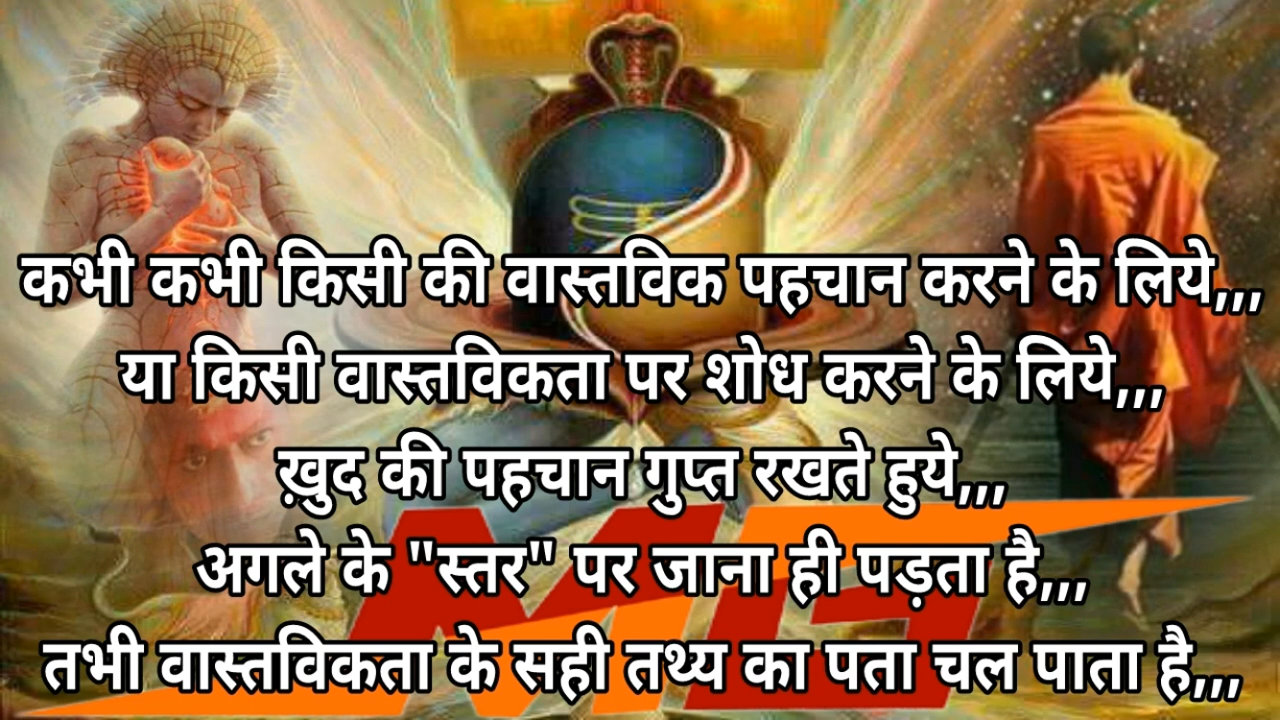 कभी कभी किसी की वास्तविक पहचान करने के लिये,,,
या किसी वास्तविकता पर शोध करने के लिये,,,
ख़ुद की पहचान गुप्त रखते हुये,,,
अगले के "स्तर" पर जाना ही पड़ता है,,,
तभी वास्तविकता के सही तथ्य का पता चल पाता है,,,